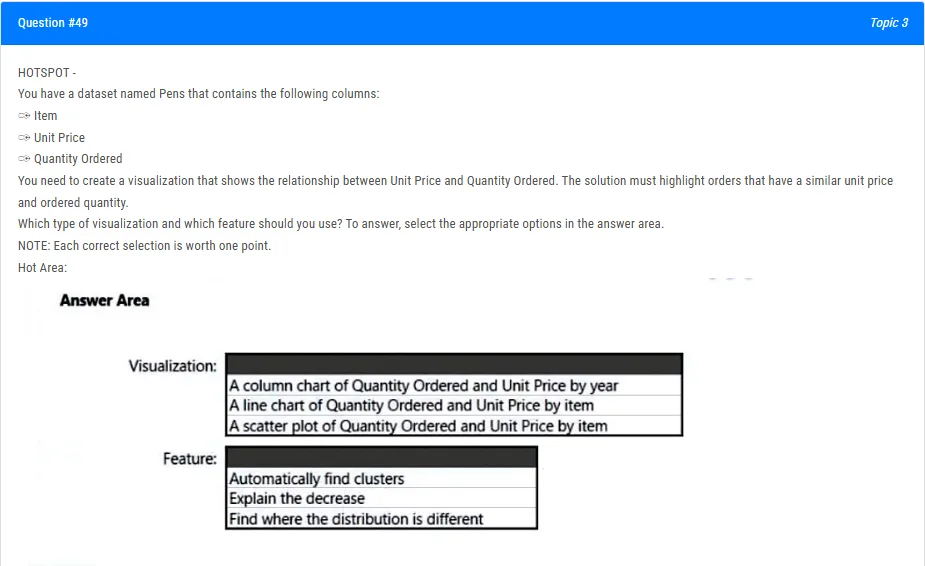 Question #49
Topic 3
HOTSPOT -
You have a dataset named Pens that contains the following columns:
Item
Unit Price
Quantity Ordered
You need to create a visualization that shows the relationship between Unit Price and Quantity Ordered. The solution must highlight orders that have a similar unit price
and ordered quantity.
Which type of visualization and which feature should you use? To answer, select the appropriate options in the answer area.
NOTE: Each correct selection is worth one point.
Hot Area:
Answer Area
Visualization:
A column chart of Quantity Ordered and Unit Price by year
A line chart of Quantity Ordered and Unit Price by item
A scatter plot of Quantity Ordered and Unit Price by item
Feature:
Automatically find clusters
Explain the decrease
Find where the distribution is different